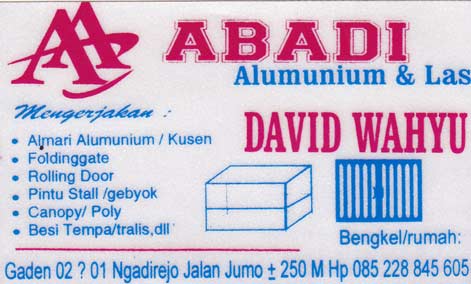 AA ABADI
Alumunium & Las
Mengerjakan :
DAVID WAHYU
• Almari Alumunium / Kusen
• Foldinggate
• Rolling Door
• Pintu Stall /gebyok
• Canopy/ Poly
• Besi Tempa/tralis,dll
Bengkel/rumah:
Gaden 02 ? 01 Ngadirejo Jalan Jumo ± 250 M Hp 085 228 845 605